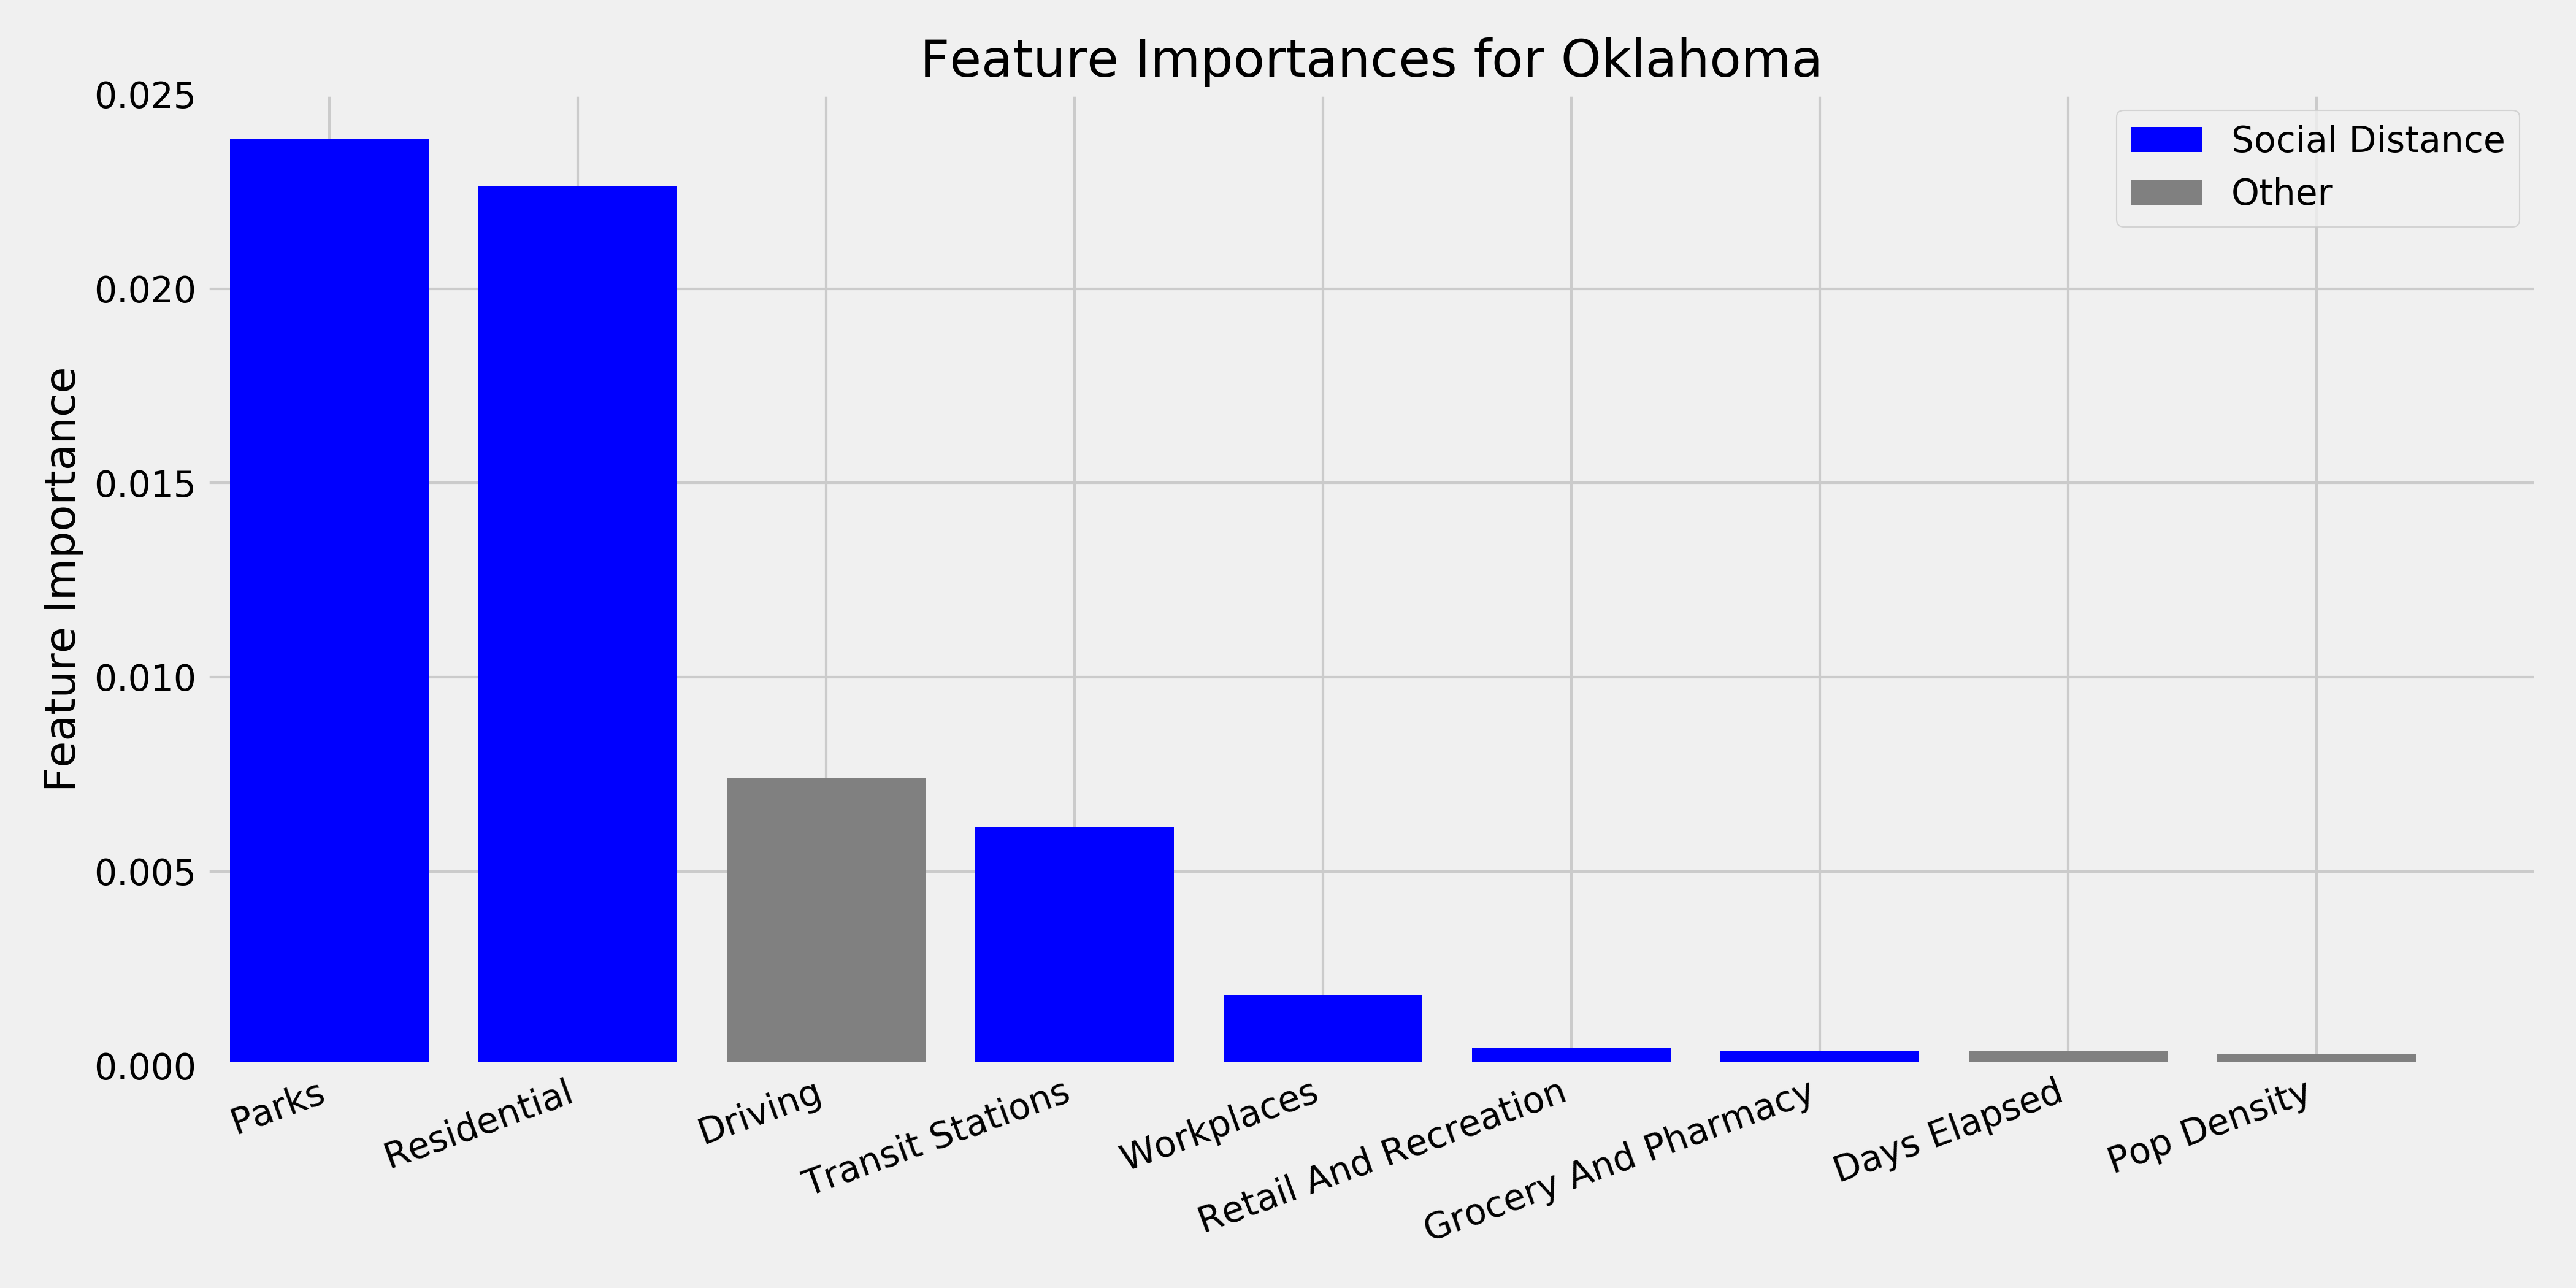 Feature Importances for Oklahoma
Social Distance
Other
Feature Importance
0.025
0.020
0.015
0.010
0.005
0.000
Parks
Residential
Driving
Transit Stations
Workplaces
Retail And Recreation
Grocery And Pharmacy
Days Elapsed
Pop Density